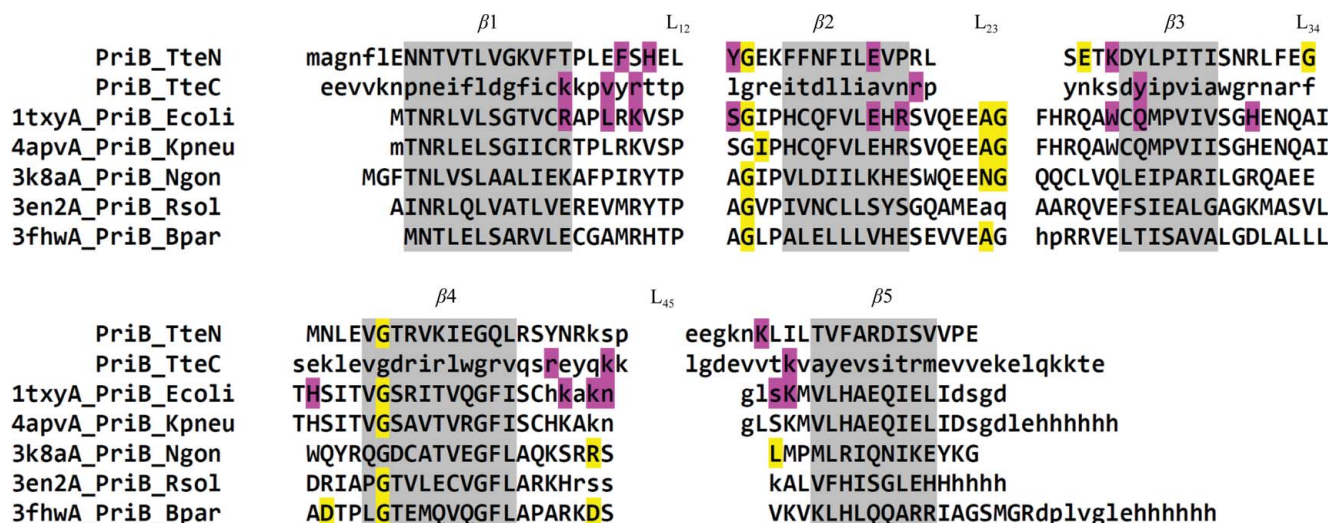 β1 L12 β2 L23 β3 L34
PriB_TteN magnflENNTVTLVGKVFTPLEFSHEL YGEKFFNFILEVPRL SETKDYLPITISNRLFEG
PriB_TteC eevvknpneiflDgfickkpvyrttp lgreitdlliavnrp ynksdyipviawgrnarf
1txyA_PriB_Ecoli MTNRLVLSGTVCRAPLRKVSP SGIPHCQFVLEHRSVQEEAG FHRQAWCQMPVIVSGHENQAI
4apvA_PriB_Kpneu mTNRLELSGIICRTPLRKVSP SGIPHCQFVLEHRSVQEEAG FHRQAWCQMPVIISGHENQAI
3k8aA_PriB_Ngon MGFTNLVSLAALIEKAFPIRYTP AGIPVLDIILKHESWQEENG QQCLVQLEIPARILGRQAEE
3en2A_PriB_Rsol AINRLQLVATLVEREVMRYTP AGVPIVNCLLSYSGQAMEaq AARQVEFSIEALGAGKMASVL
3fhwA_PriB_Bpar MNTLELSARVLECGAMRHTP AGLPALELLLVHESEVVEAG hpRRVELTISAVALGDLALLL
β4 L45 β5
PriB_TteN MNLEVGTRVKIEGQLRSYNRksp eegknKLILTVFARDISVVPE
PriB_TteC seklevgdrirlwgrvqsreyqkk lgdevvtkvayevsitrmevvekelqkkte
1txyA_PriB_Ecoli THSITVGSRITVQGFISChkakn glsKMVLHAEQIELIdsgd
4apvA_PriB_Kpneu THSITVGSAVTVRGFISCHKAkn gLSKMVLHAEQIELIDsgdlehhhhhh
3k8aA_PriB_Ngon WQYRQGDCATVEGFLAQKSRRS LMPMLRIQNIKEYKG
3en2A_PriB_Rsol DRIAPGTVLECVGFLARKHrss kALVFHISGLEHHhhhh
3fhwA_PriB_Bpar ADTPLGTEMQVQGFLAPARKDS VKVKLHLQQARRIAGSMGRdplvglehhhhhh